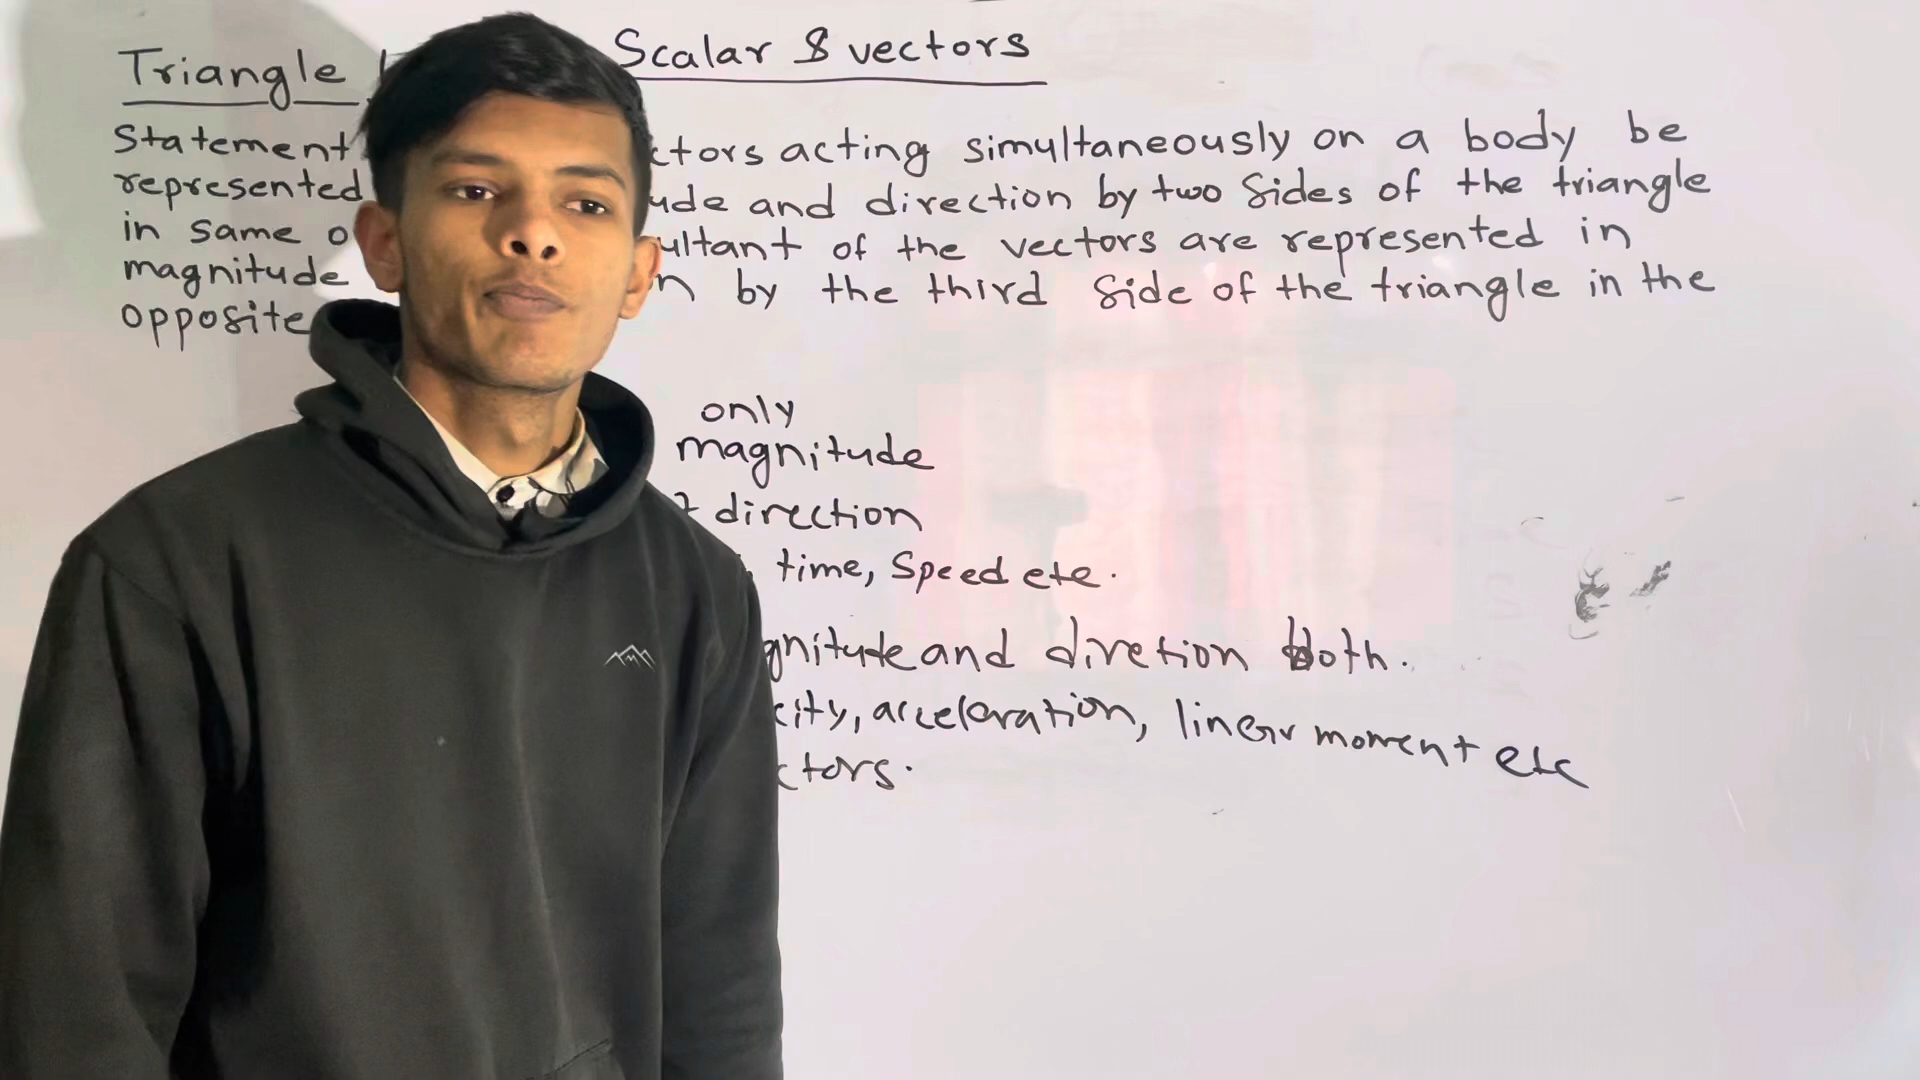 Scalar & vectors
Triangle
Statement ctors acting simultaneously on a body be
represented ude and direction by two sides of the triangle
in same o ultant of the vectors are represented in
magnitude n by the third side of the triangle in the
opposite
only
magnitude
direction
time, Speed etc.
gnitude and diretion both.
city, acceleration, linear moment etc
ctors.